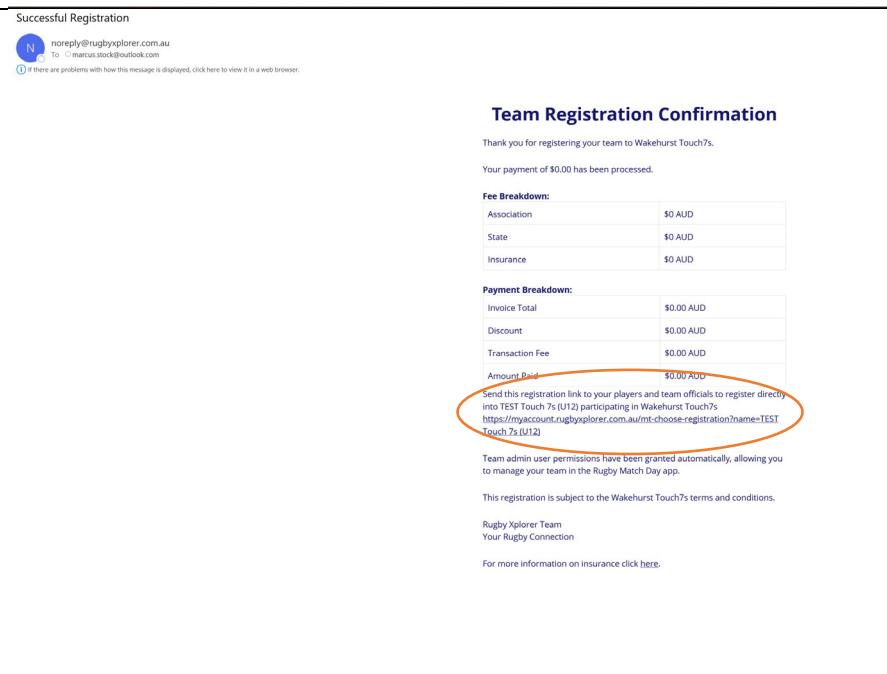 Successful Registration
N
noreply@rugbyxplorer.com.au
To marcus.stock@outlook.com
If there are problems with how this message is displayed, click here to view it in a web browser.
Team Registration Confirmation
Thank you for registering your team to Wakehurst Touch7s.
Your payment of $0.00 has been processed.
Fee Breakdown:
Association $0 AUD
State $0 AUD
Insurance $0 AUD
Payment Breakdown:
Invoice Total $0.00 AUD
Discount $0.00 AUD
Transaction Fee $0.00 AUD
Amount Paid $0.00 AUD
Send this registration link to your players and team officials to register directly
into TEST Touch 7s (U12) participating in Wakehurst Touch7s
https://myaccount.rugbyxplorer.com.au/mt-choose-registration?name=TEST
Touch 7s (U12)
Team admin user permissions have been granted automatically, allowing you
to manage your team in the Rugby Match Day app.
This registration is subject to the Wakehurst Touch7s terms and conditions.
Rugby Xplorer Team
Your Rugby Connection
For more information on insurance click here.